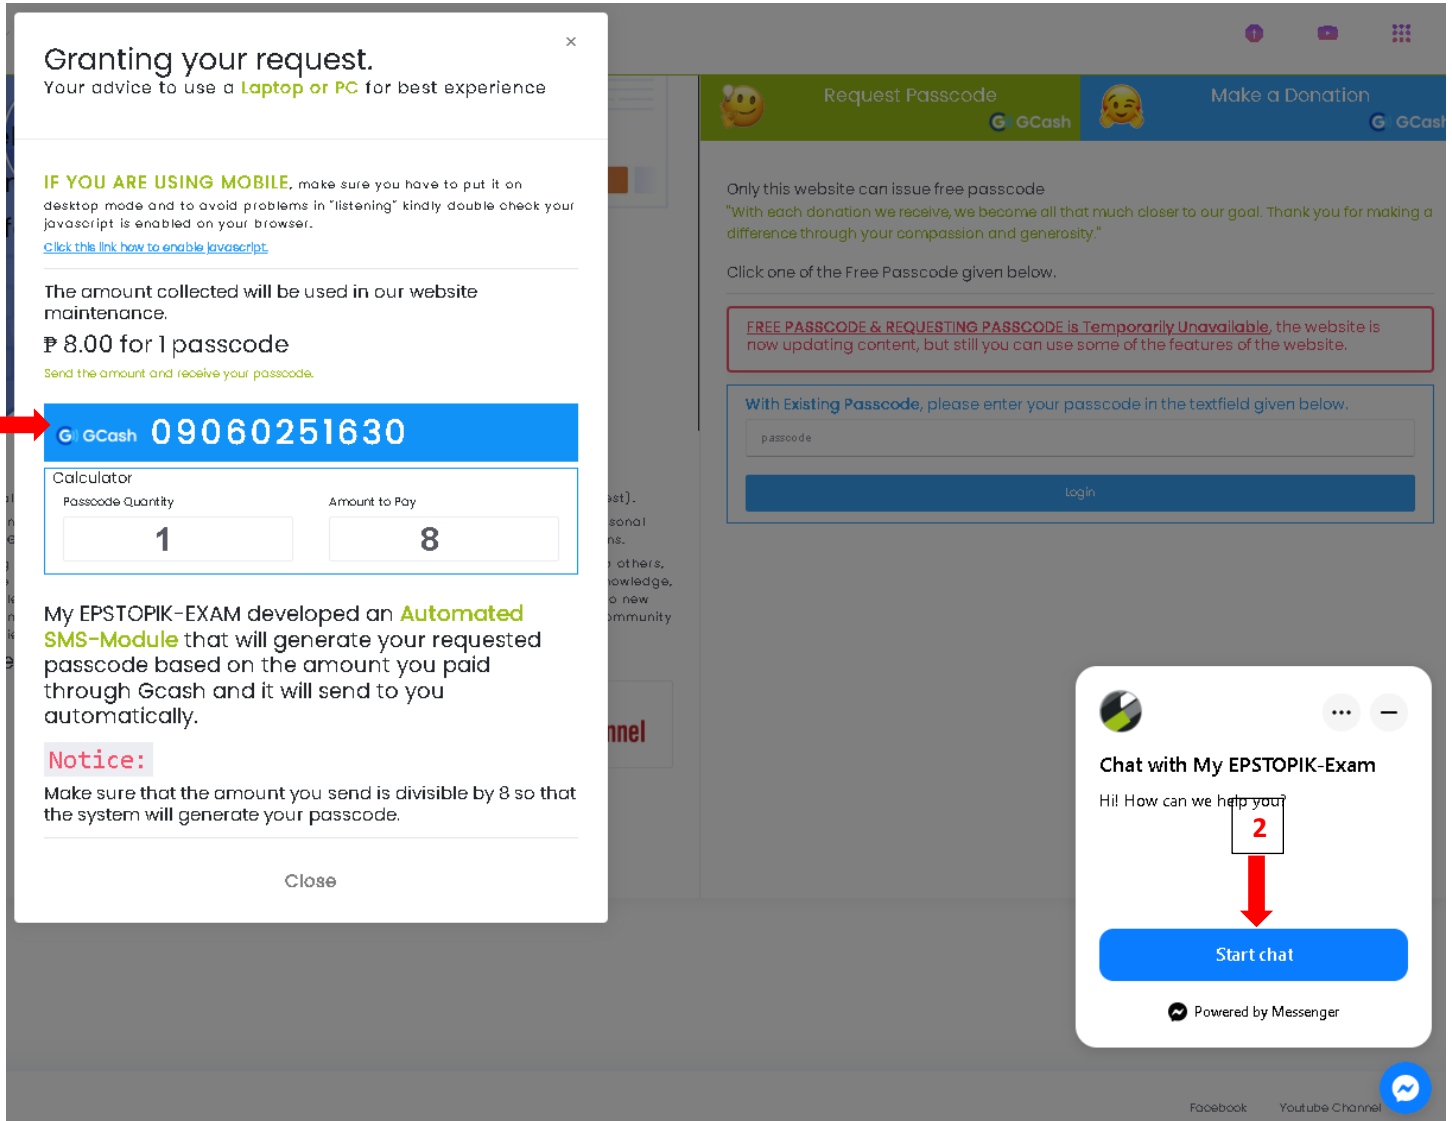 Granting your request.
×
Your advice to use a Laptop or PC for best experience
IF YOU ARE USING MOBILE, make sure you have to put it on
desktop mode and to avoid problems in "listening" kindly double check your
javascript is enabled on your browser.
Click this link how to enable javascript.
The amount collected will be used in our website
maintenance.
₱ 8.00 for 1 passcode
Send the amount and receive your passcode.
G) GCash 09060251630
Calculator
Passcode Quantity Amount to Pay
1 8
My EPSTOPIK-EXAM developed an Automated
SMS-Module that will generate your requested
passcode based on the amount you paid
through Gcash and it will send to you
automatically.
Notice:
Make sure that the amount you send is divisible by 8 so that
the system will generate your passcode.
Close
est).
sonal
ns.
others,
nowledge,
o new
ommunity
nnel
Request Passcode
G) GCash
Make a Donation
G) GCash
Only this website can issue free passcode
"With each donation we receive, we become all that much closer to our goal. Thank you for making a
difference through your compassion and generosity."
Click one of the Free Passcode given below.
FREE PASSCODE & REQUESTING PASSCODE is Temporarily Unavailable, the website is
now updating content, but still you can use some of the features of the website.
With Existing Passcode, please enter your passcode in the textfield given below.
passcode
Login
Chat with My EPSTOPIK-Exam
Hi! How can we help you?
2
Start chat
Powered by Messenger
Facebook Youtube Channel